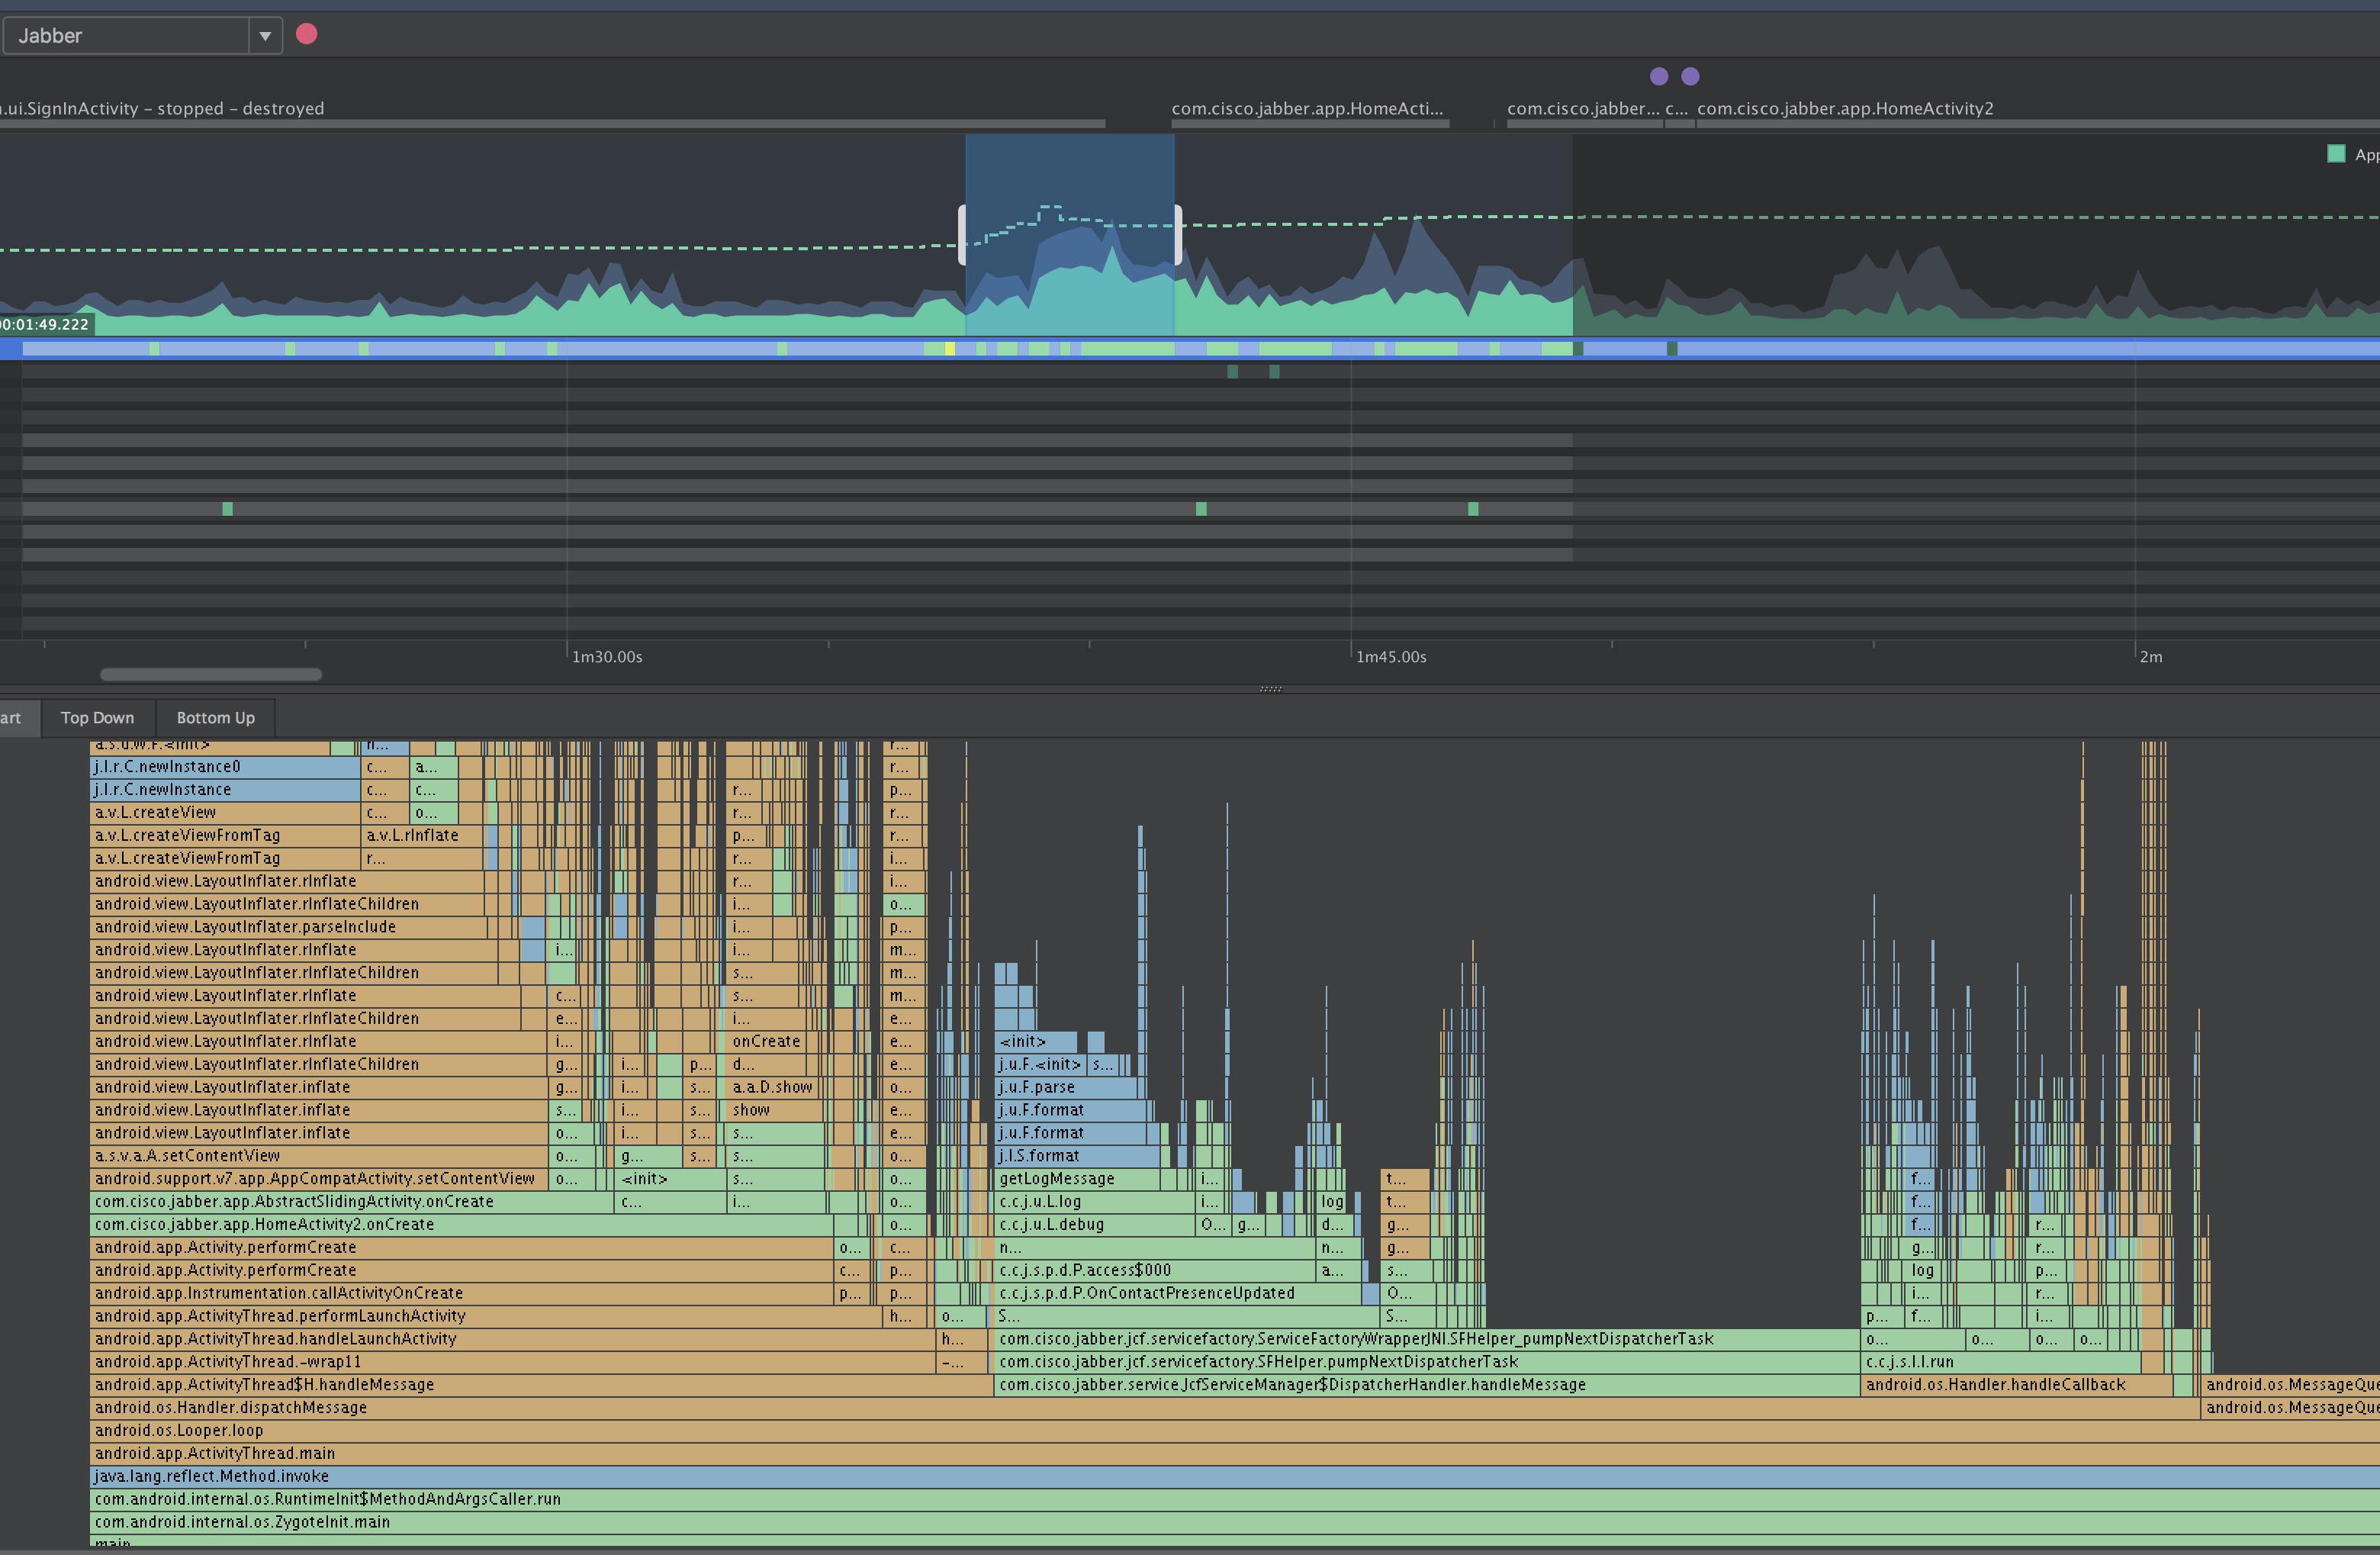 Jabber
.ui.SignInActivity – stopped – destroyed
com.cisco.jabber.app.HomeActi...
com.cisco.jabber... c... com.cisco.jabber.app.HomeActivity2
App
00:01:49.222
1m30.00s
1m45.00s
2m
art
Top Down
Bottom Up
a.s.d.w.F.<init>
n...
r...
j.l.r.C.newInstance0
c...
a...
r...
j.l.r.C.newInstance
c...
c...
r...
p...
a.v.L.createView
c...
o...
r...
r...
a.v.L.createViewFromTag
a.v.L.rInflate
p...
r...
a.v.L.createViewFromTag
r...
r...
i...
android.view.LayoutInflater.rInflate
r...
i...
android.view.LayoutInflater.rInflateChildren
i...
o...
android.view.LayoutInflater.parseInclude
i...
p...
android.view.LayoutInflater.rInflate
i...
i...
m...
android.view.LayoutInflater.rInflateChildren
s...
m...
android.view.LayoutInflater.rInflate
c...
s...
m...
android.view.LayoutInflater.rInflateChildren
e...
i...
e...
android.view.LayoutInflater.rInflate
i...
onCreate
e...
<init>
android.view.LayoutInflater.rInflateChildren
g...
i...
p...
d...
e...
j.u.F.<init>
s...
android.view.LayoutInflater.inflate
g...
i...
s...
a.a.D.show
o...
j.u.F.parse
android.view.LayoutInflater.inflate
s...
i...
s...
show
e...
j.u.F.format
android.view.LayoutInflater.inflate
o...
i...
s...
s...
e...
j.u.F.format
a.s.v.a.A.setContentView
o...
g...
s...
s...
o...
j.l.S.format
android.support.v7.app.AppCompatActivity.setContentView
o...
<init>
s...
o...
getLogMessage
i...
t...
f...
com.cisco.jabber.app.AbstractSlidingActivity.onCreate
c...
i...
o...
c.c.j.u.L.log
i...
log
t...
f...
com.cisco.jabber.app.HomeActivity2.onCreate
o...
c.c.j.u.L.debug
O...
g...
d...
g...
f...
r...
android.app.Activity.performCreate
o...
c...
n...
n...
g...
g...
r...
android.app.Activity.performCreate
c...
p...
c.c.j.s.p.d.P.access$000
a...
s...
log
p...
android.app.Instrumentation.callActivityOnCreate
p...
p...
c.c.j.s.p.d.P.OnContactPresenceUpdated
O...
i...
r...
android.app.ActivityThread.performLaunchActivity
h...
o...
S...
S...
p...
f...
i...
android.app.ActivityThread.handleLaunchActivity
h...
com.cisco.jabber.jcf.servicefactory.ServiceFactoryWrapperJNI.SFHelper_pumpNextDispatcherTask
o...
o...
o...
o...
android.app.ActivityThread.-wrap11
-...
com.cisco.jabber.jcf.servicefactory.SFHelper.pumpNextDispatcherTask
c.c.j.s.l.l.run
android.app.ActivityThread$H.handleMessage
com.cisco.jabber.service.JcfServiceManager$DispatcherHandler.handleMessage
android.os.Handler.handleCallback
android.os.MessageQue
android.os.Handler.dispatchMessage
android.os.MessageQue
android.os.Looper.loop
android.app.ActivityThread.main
java.lang.reflect.Method.invoke
com.android.internal.os.RuntimeInit$MethodAndArgsCaller.run
com.android.internal.os.ZygoteInit.main
main